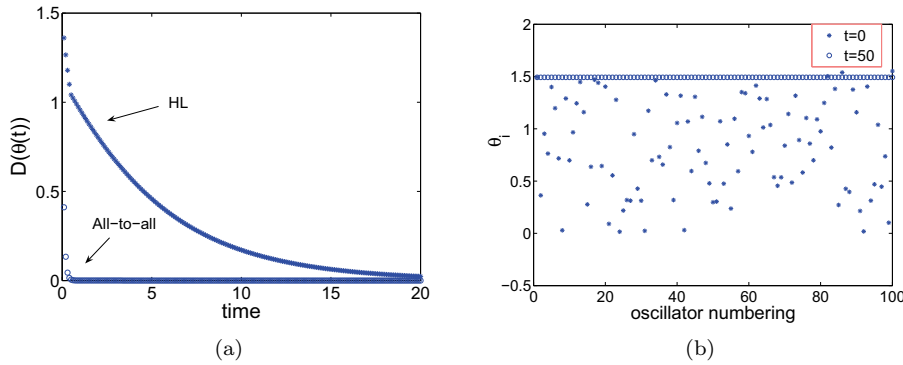 1.5
1
0.5
0
D(θ(t))
HL
All−to−all
0 5 10 15 20
time
(a)
2
1.5
1
0.5
0
−0.5
θi
t=0
t=50
0 20 40 60 80 100
oscillator numbering
(b)